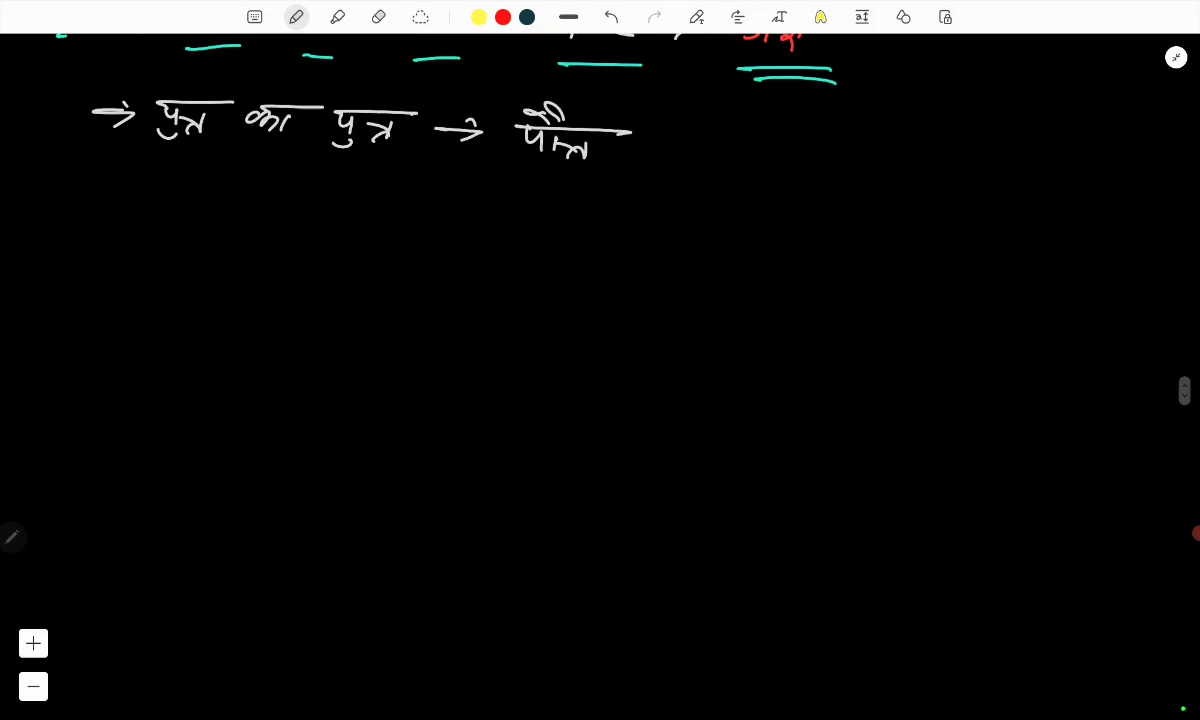 → पुत्र का पुत्र → पौत्र